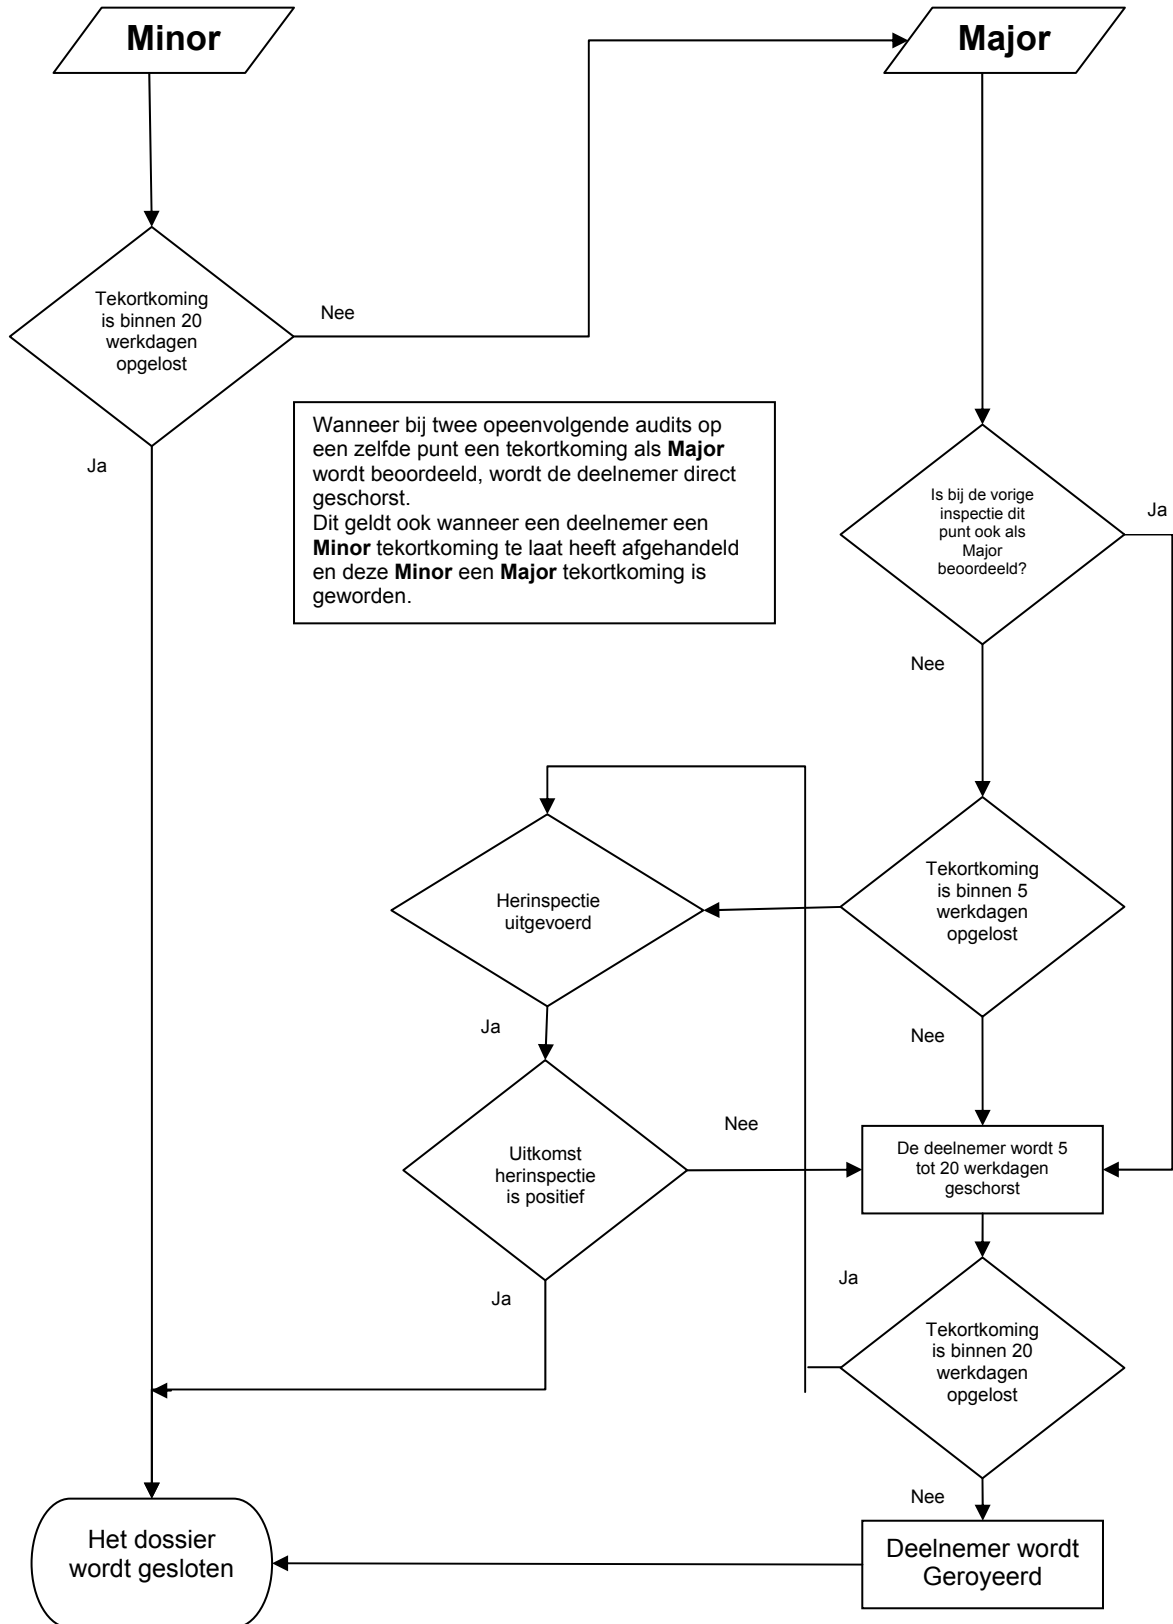 Minor
Major
Tekortkoming
is binnen 20
werkdagen
opgelost
Nee
Ja
Wanneer bij twee opeenvolgende audits op
een zelfde punt een tekortkoming als Major
wordt beoordeeld, wordt de deelnemer direct
geschorst.
Dit geldt ook wanneer een deelnemer een
Minor tekortkoming te laat heeft afgehandeld
en deze Minor een Major tekortkoming is
geworden.
Is bij de vorige
inspectie dit
punt ook als
Major
beoordeeld?
Ja
Nee
Tekortkoming
is binnen 5
werkdagen
opgelost
Herinspectie
uitgevoerd
Ja
Nee
Uitkomst
herinspectie
is positief
Nee
De deelnemer wordt 5
tot 20 werkdagen
geschorst
Ja
Ja
Tekortkoming
is binnen 20
werkdagen
opgelost
Nee
Het dossier
wordt gesloten
Deelnemer wordt
Geroyeerd